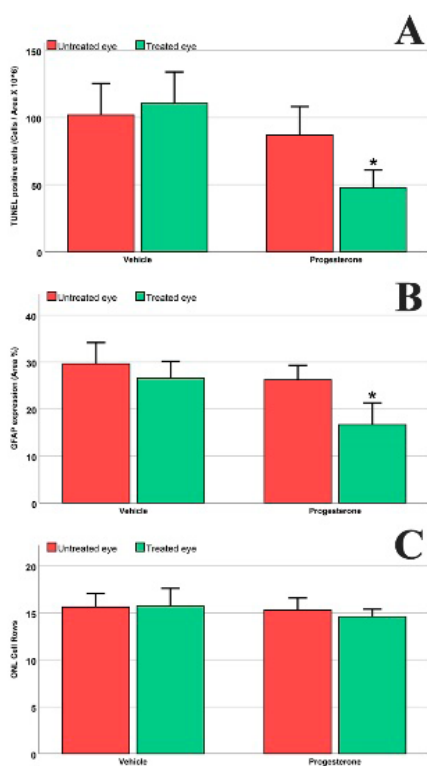 A
Untreated eye Treated eye
TUNEL positive cells (Cells / Area X 10^6)
150
100
50
0
*
Vehicle Progesterone
B
Untreated eye Treated eye
GFAP expression (Area %)
40
30
20
10
0
*
Vehicle Progesterone
C
Untreated eye Treated eye
ONL Cell Rows
20
15
10
5
0
Vehicle Progesterone